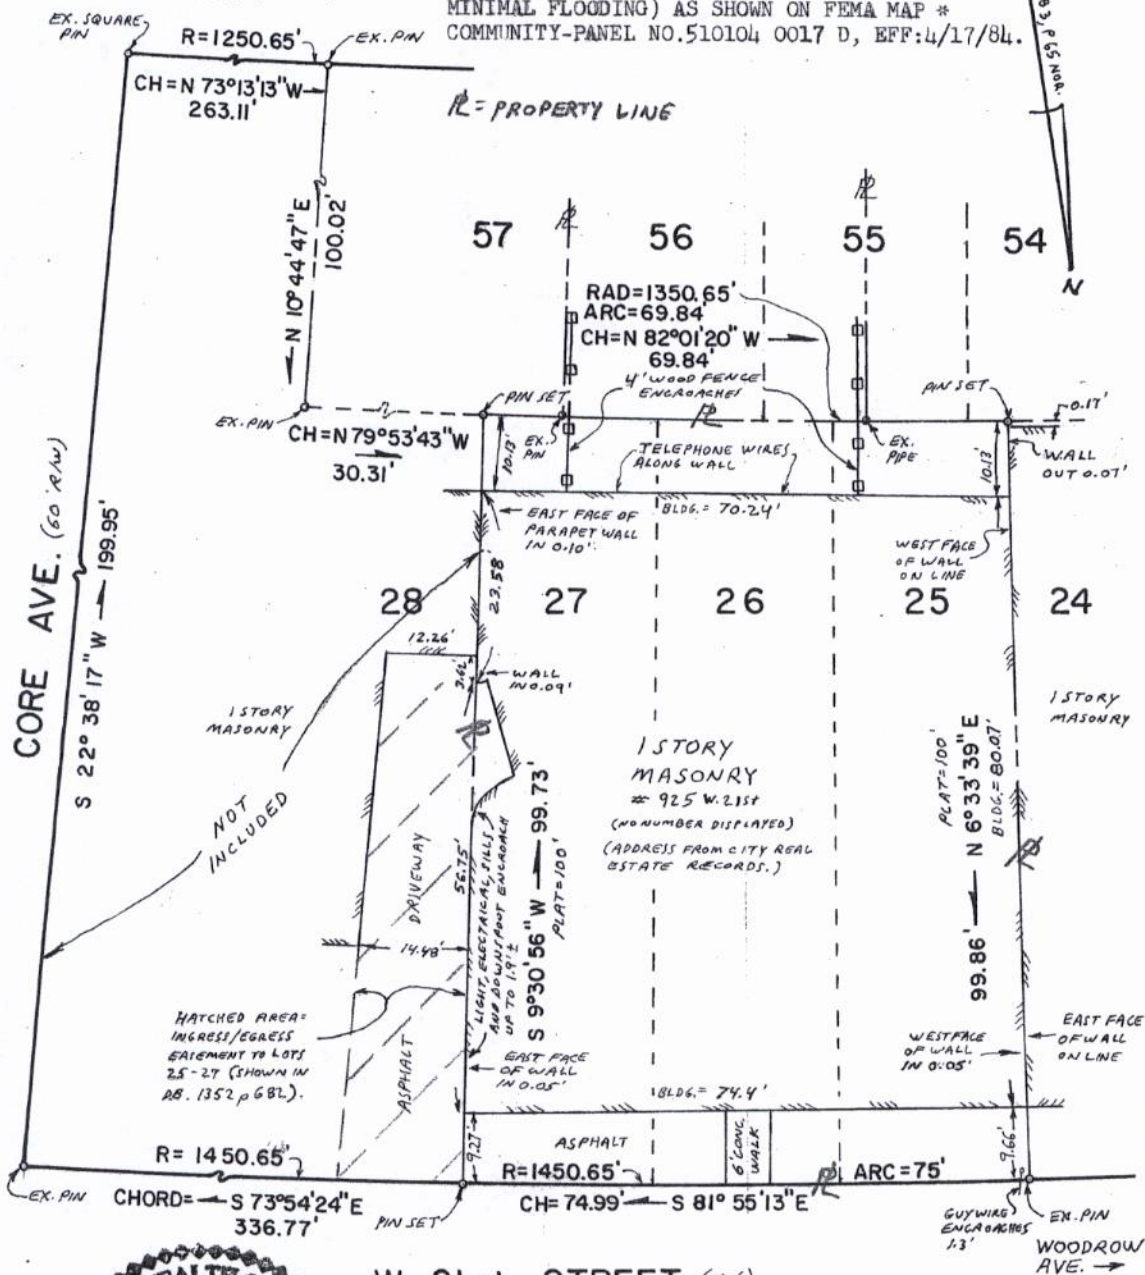 MINIMAL FLOODING) AS SHOWN ON FEMA MAP *
COMMUNITY-PANEL NO.510104 0017 D, EFF:4/17/84.
EX. SQUARE
PIN
R=1250.65'
EX. PIN
CH=N 73°13'13"W
263.11'
PL = PROPERTY LINE
N 10°44'47"E
100.02'
57
PL
56
PL
55
54
N
RAD=1350.65'
ARC=69.84'
CH=N 82°01'20" W
69.84'
4' WOOD FENCE
ENCROACHES
PIN SET
PIN SET
0.17'
EX. PIN
CH=N79°53'43"W
30.31'
10.13'
EX.
PIN
PL
TELEPHONE WIRES
ALONG WALL
EX.
PIPE
10.13'
WALL
OUT 0.07'
EAST FACE OF
PARAPET WALL
IN 0.10'
BLDG.= 70.24'
WEST FACE
OF WALL
ON LINE
CORE AVE. (60' R/W)
S 22° 38' 17" W 199.95'
28
23.58'
27
26
25
24
12.26'
3.62'
WALL
IN 0.09'
1 STORY
MASONRY
PL
1 STORY
MASONRY
# 925 W. 21st
(NO NUMBER DISPLAYED)
(ADDRESS FROM CITY REAL
ESTATE RECORDS.)
1 STORY
MASONRY
NOT
INCLUDED
DRIVEWAY
56.75'
LIGHT, ELECTRICAL, SILLS
AND DOWNSPOUT ENCROACH
UP TO 1.9'±
S 9°30'56" W 99.73'
PLAT=100'
99.86' N 6°33'39" E
PLAT=100'
BLDG.= 80.07'
PL
14.48'
HATCHED AREA=
INGRESS/EGRESS
EASEMENT TO LOTS
25-27 (SHOWN IN
D.B. 1352 p 682).
ASPHALT
EAST FACE
OF WALL
IN 0.05'
WEST FACE
OF WALL
IN 0.05'
EAST FACE
OF WALL
ON LINE
BLDG.= 74.4'
9.27'
ASPHALT
6' CONC.
WALK
9.66'
R= 1450.65'
R=1450.65'
PL
ARC=75'
EX. PIN
CHORD= S 73°54'24"E
336.77'
PIN SET
CH=74.99' S 81° 55'13"E
GUYWIRE
ENCROACHES
1.3'
EX. PIN
WOODROW
AVE.